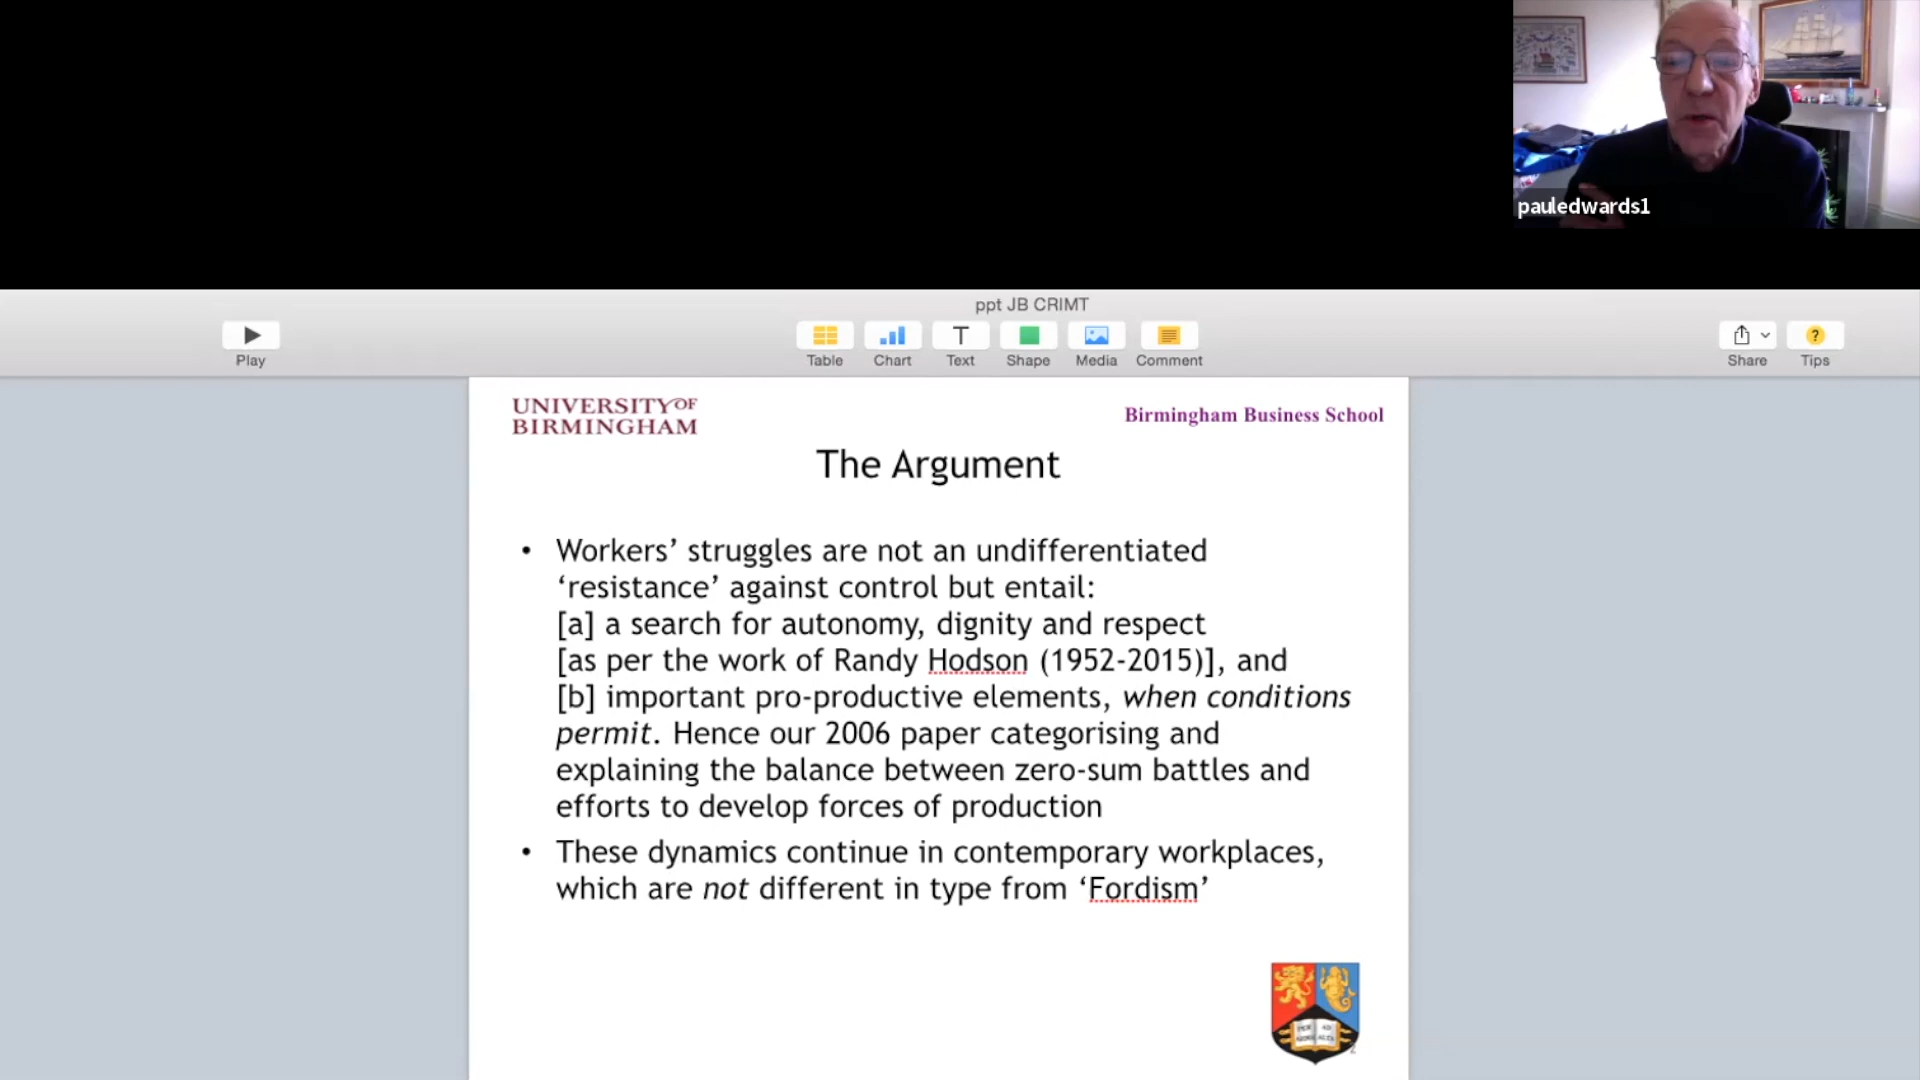 pauledwards1
ppt JB CRIMT
Play
Table
Chart
Text
Shape
Media
Comment
Share
Tips
UNIVERSITY OF
BIRMINGHAM
Birmingham Business School
The Argument
• Workers’ struggles are not an undifferentiated
‘resistance’ against control but entail:
[a] a search for autonomy, dignity and respect
[as per the work of Randy Hodson (1952-2015)], and
[b] important pro-productive elements, when conditions
permit. Hence our 2006 paper categorising and
explaining the balance between zero-sum battles and
efforts to develop forces of production
• These dynamics continue in contemporary workplaces,
which are not different in type from ‘Fordism’
2